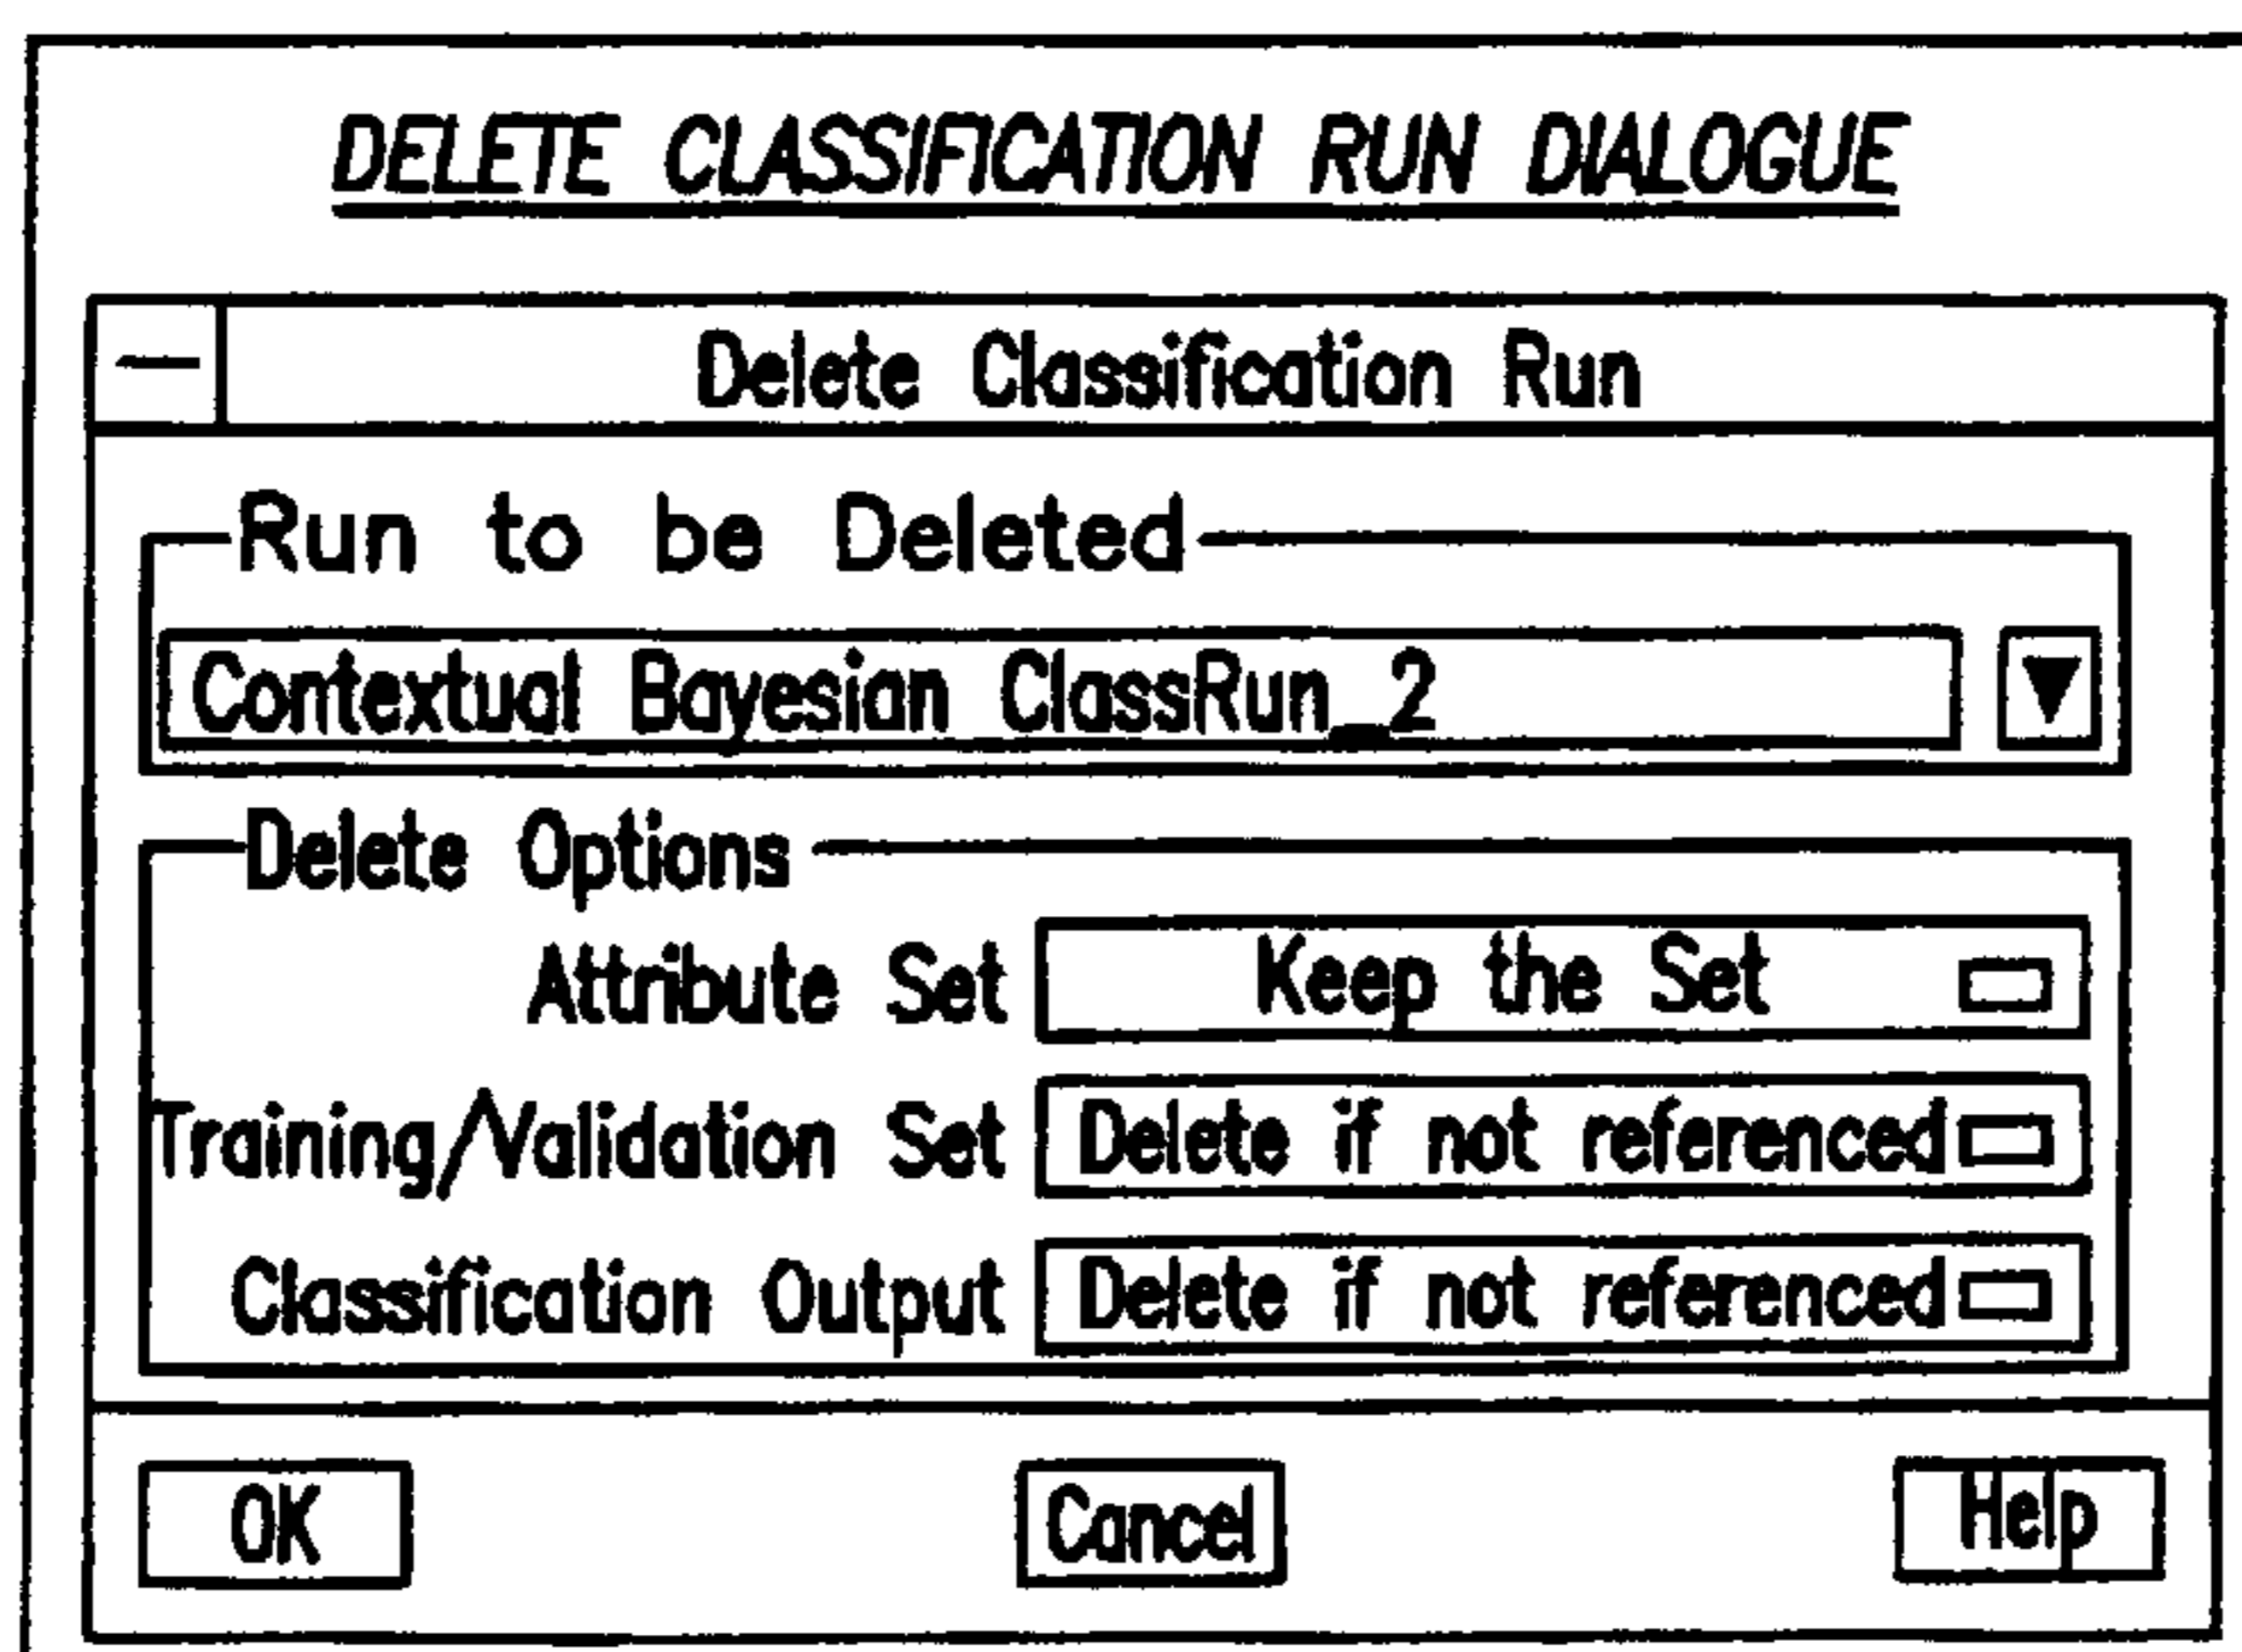 DELETE CLASSIFICATION RUN DIALOGUE
Delete Classification Run
Run to be Deleted
Contextual Bayesian ClassRun_2
Delete Options
Attribute Set Keep the Set
Training/Validation Set Delete if not referenced
Classification Output Delete if not referenced
OK Cancel Help